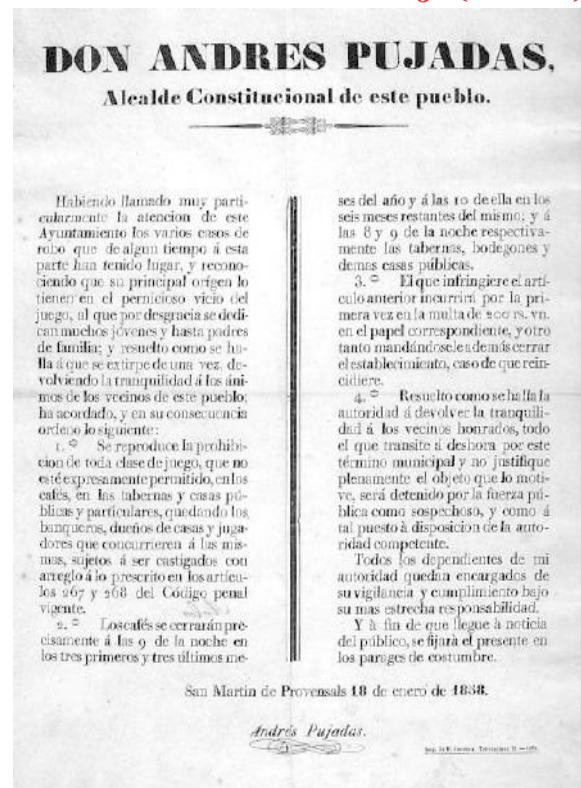 DON ANDRES PUJADAS,
Alcalde Constitucional de este pueblo.
Habiendo llamado muy parti-
cularmente la atencion de este
Ayuntamiento los varios casos de
robo que de algun tiempo á esta
parte han tenido lugar, y recono-
ciendo que su principal orígen lo
tienen en el pernicioso vicio del
juego, al que por desgracia se dedi-
can muchos jóvenes y hasta padres
de familia; y resuelto como se ha-
lla á que se extirpe de una vez, de-
volviendo la tranquilidad á los áni-
mos de los vecinos de este pueblo;
ha acordado, y en su consecuencia
ordeno lo siguiente:
1.º Se reproduce la prohibi-
cion de toda clase de juego, que no
esté expresamente permitido, en los
cafés, en las tabernas y casas pú-
blicas y particulares, quedando los
banqueros, dueños de casas y juga-
dores que concurrieren á las mis-
mas, sujetos á ser castigados con
arreglo á lo prescrito en los artícu-
los 267 y 268 del Código penal
vigente.
2.º Los cafés se cerrarán pre-
cisamente á las 9 de la noche en
los tres primeros y tres últimos me-
ses del año y á las 10 de ella en los
seis meses restantes del mismo; y á
las 8 y 9 de la noche respectiva-
mente las tabernas, bodegones y
demas casas públicas.
3.º El que infringiere el artí-
culo anterior incurrirá por la pri-
mera vez en la multa de 200 rs. vn.
en el papel correspondiente, y otro
tanto mandándosele además cerrar
el establecimiento, caso de que rein-
cidiere.
4.º Resuelto como se halla la
autoridad á devolver la tranquili-
dad á los vecinos honrados, todo
el que transite á deshora por este
término municipal y no justifique
plenamente el objeto que lo moti-
ve, será detenido por la fuerza pú-
blica como sospechoso, y como á
tal puesto à disposicion de la auto-
ridad competente.
Todos los dependientes de mi
autoridad quedan encargados de
su vigilancia y cumplimiento bajo
su mas estrecha responsabilidad.
Y à fin de que llegue à noticia
del público, se fijará el presente en
los parages de costumbre.
San Martin de Provensals 18 de enero de 1858.
Andrés Pujadas.